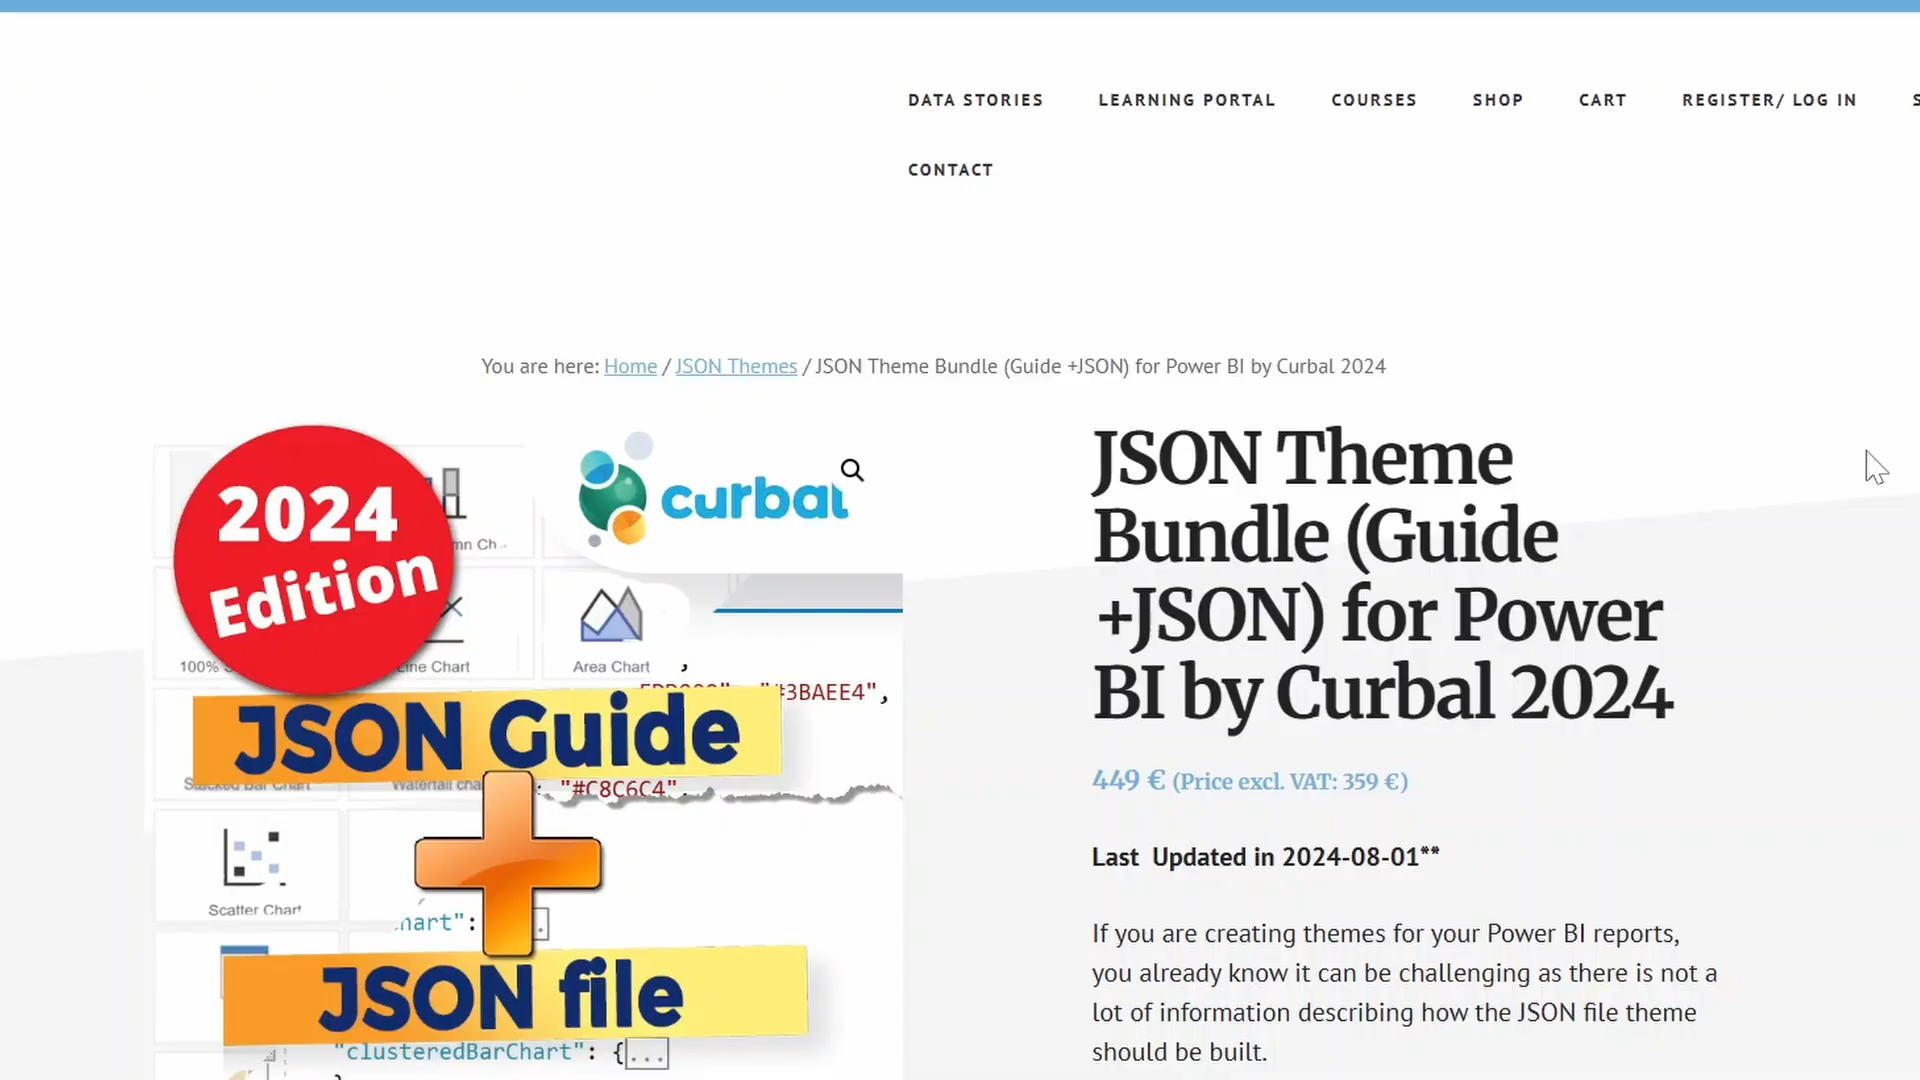 DATA STORIES LEARNING PORTAL COURSES SHOP CART REGISTER/ LOG IN
CONTACT
You are here: Home / JSON Themes / JSON Theme Bundle (Guide +JSON) for Power BI by Curbal 2024
2024
Edition
curbal
Area Chart
,
"#3BAEE4",
JSON Guide
"#C8C6C4",
Scatter Chart
JSON file
"clusteredBarChart": {...
JSON Theme
Bundle (Guide
+JSON) for Power
BI by Curbal 2024
449 € (Price excl. VAT: 359 €)
Last Updated in 2024-08-01**
If you are creating themes for your Power BI reports,
you already know it can be challenging as there is not a
lot of information describing how the JSON file theme
should be built.